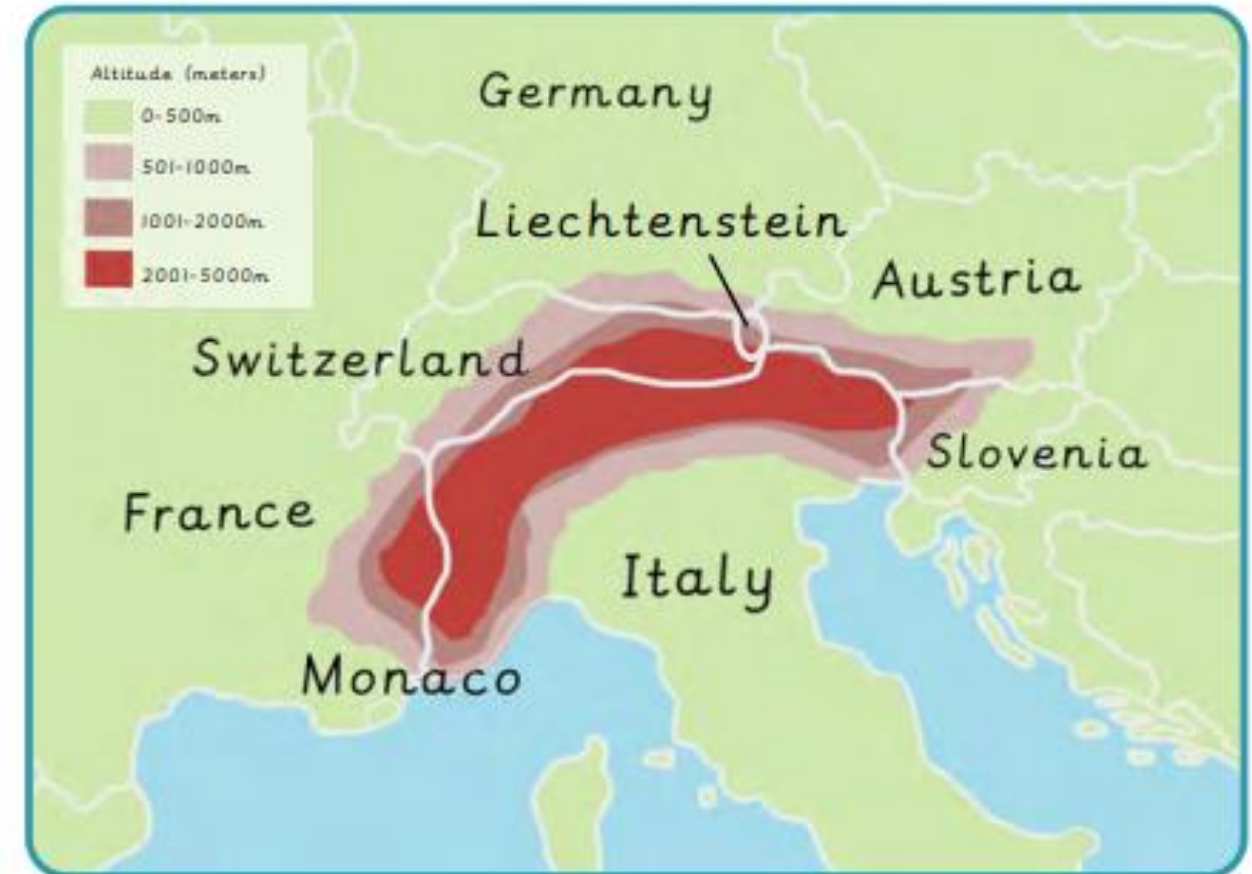 Altitude (meters)
0-500m
501-1000m
1001-2000m
2001-5000m
Germany
Liechtenstein
Austria
Switzerland
Slovenia
France
Italy
Monaco